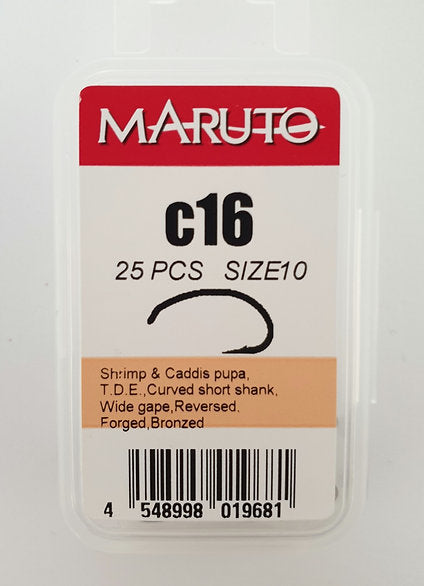 MARUTO
c16
25 PCS SIZE10
Shrimp & Caddis pupa,
T.D.E.,Curved short shank,
Wide gape,Reversed,
Forged,Bronzed
4 548998 019681